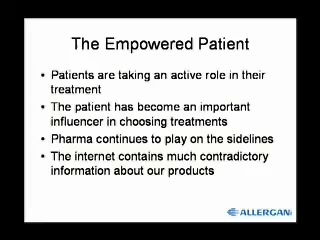 The Empowered Patient
• Patients are taking an active role in their
treatment
• The patient has become an important
influencer in choosing treatments
• Pharma continues to play on the sidelines
• The internet contains much contradictory
information about our products
ALLERGAN